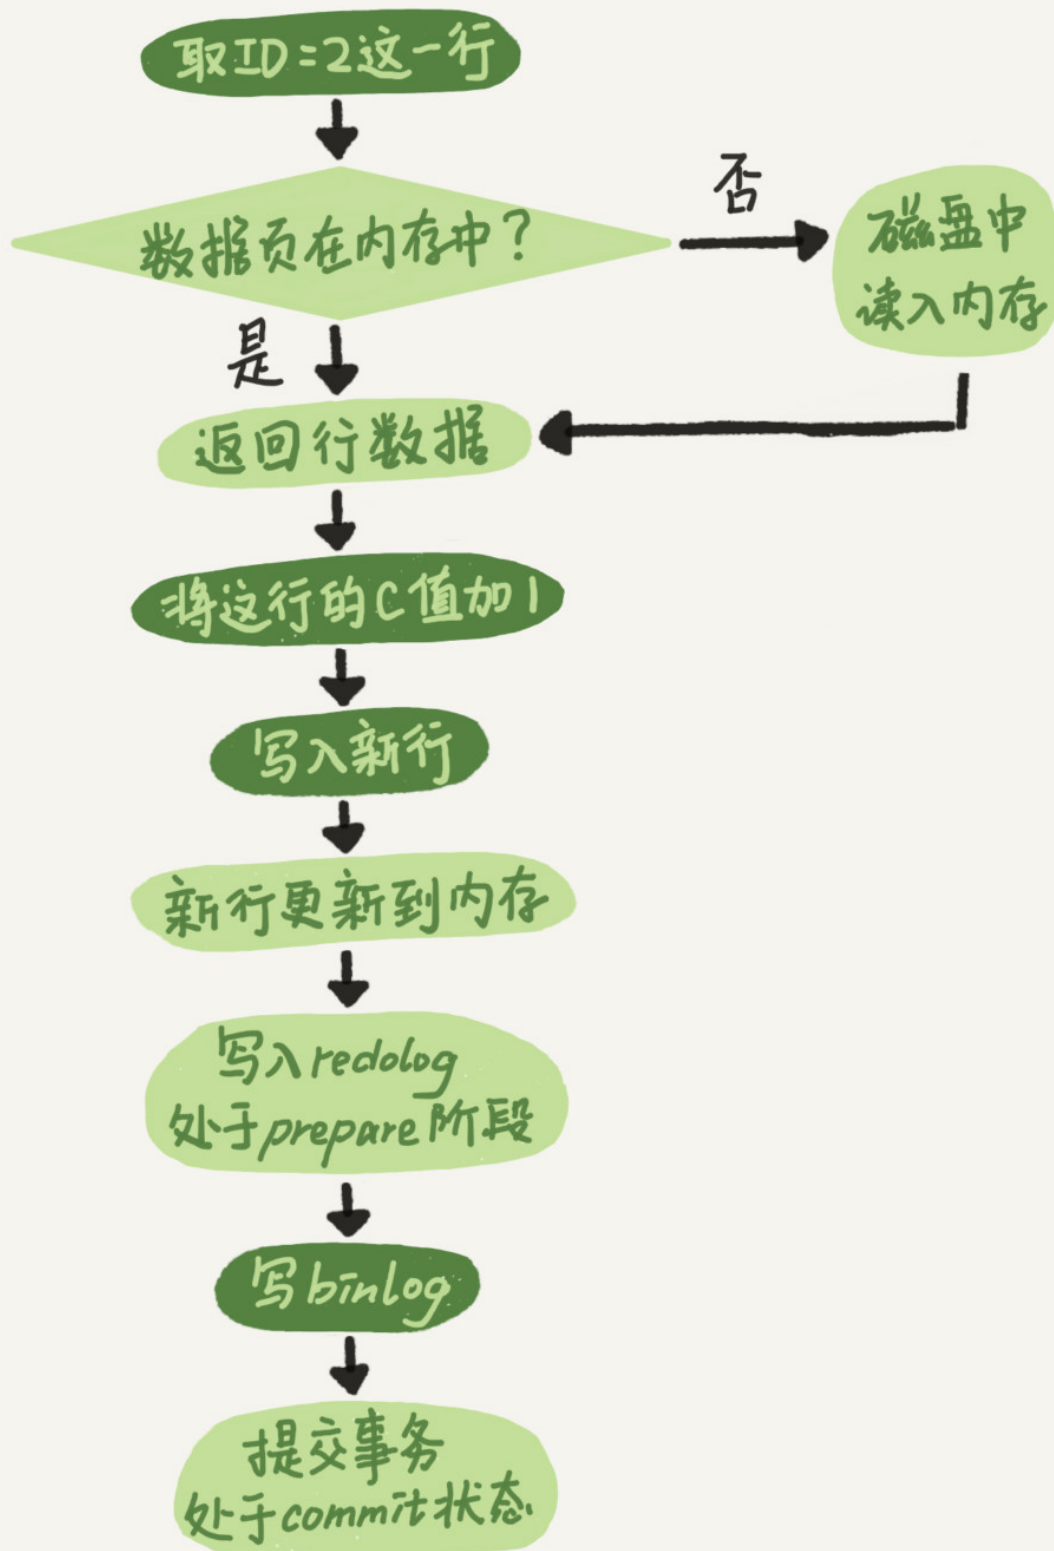 取ID=2这一行
数据页在内存中?
否
磁盘中
读入内存
是
返回行数据
将这行的C值加1
写入新行
新行更新到内存
写入redolog
处于prepare阶段
写binlog
提交事务
处于commit状态